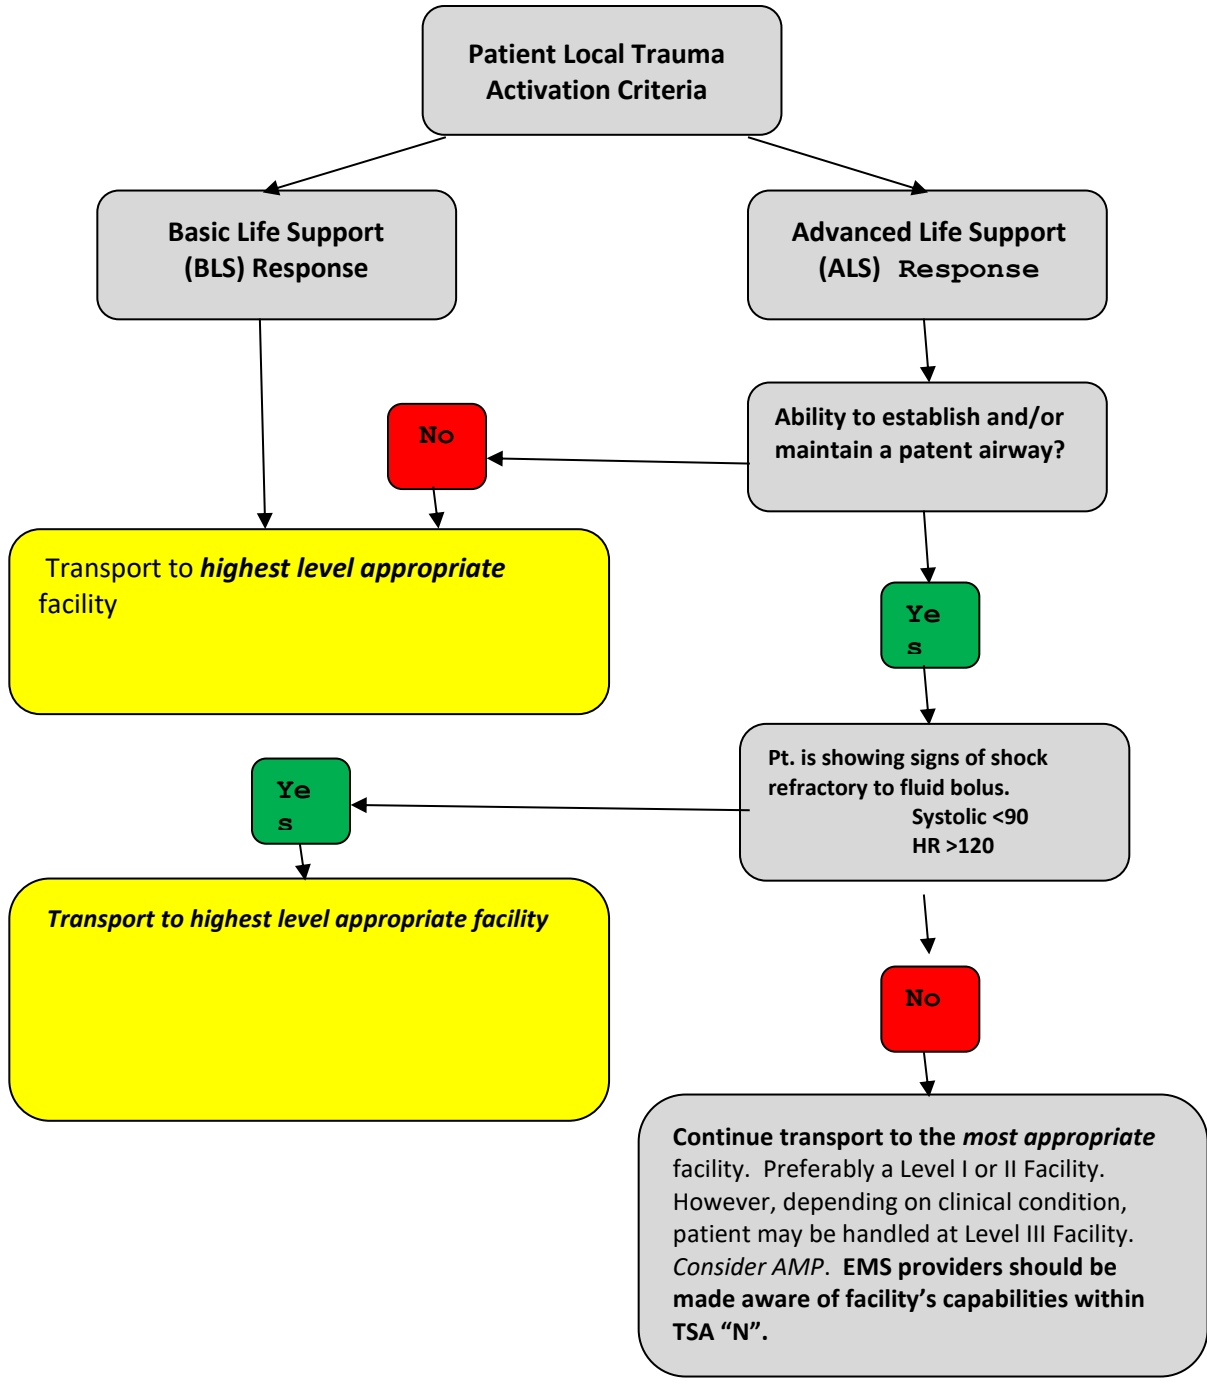 Patient Local Trauma
Activation Criteria
Basic Life Support
(BLS) Response
Advanced Life Support
(ALS) Response
Ability to establish and/or
maintain a patent airway?
No
Transport to highest level appropriate
facility
Ye
s
Pt. is showing signs of shock
refractory to fluid bolus.
Systolic <90
HR >120
Ye
s
Transport to highest level appropriate facility
No
Continue transport to the most appropriate
facility. Preferably a Level I or II Facility.
However, depending on clinical condition,
patient may be handled at Level III Facility.
Consider AMP. EMS providers should be
made aware of facility’s capabilities within
TSA “N”.